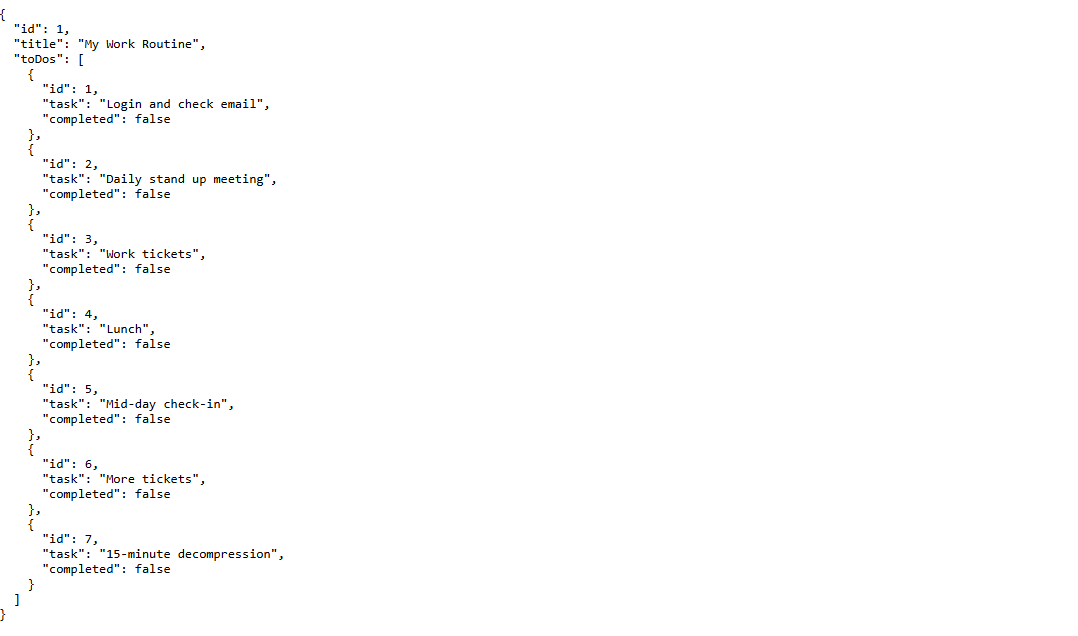 {
  "id": 1,
  "title": "My Work Routine",
  "toDos": [
    {
      "id": 1,
      "task": "Login and check email",
      "completed": false
    },
    {
      "id": 2,
      "task": "Daily stand up meeting",
      "completed": false
    },
    {
      "id": 3,
      "task": "Work tickets",
      "completed": false
    },
    {
      "id": 4,
      "task": "Lunch",
      "completed": false
    },
    {
      "id": 5,
      "task": "Mid-day check-in",
      "completed": false
    },
    {
      "id": 6,
      "task": "More tickets",
      "completed": false
    },
    {
      "id": 7,
      "task": "15-minute decompression",
      "completed": false
    }
  ]
}